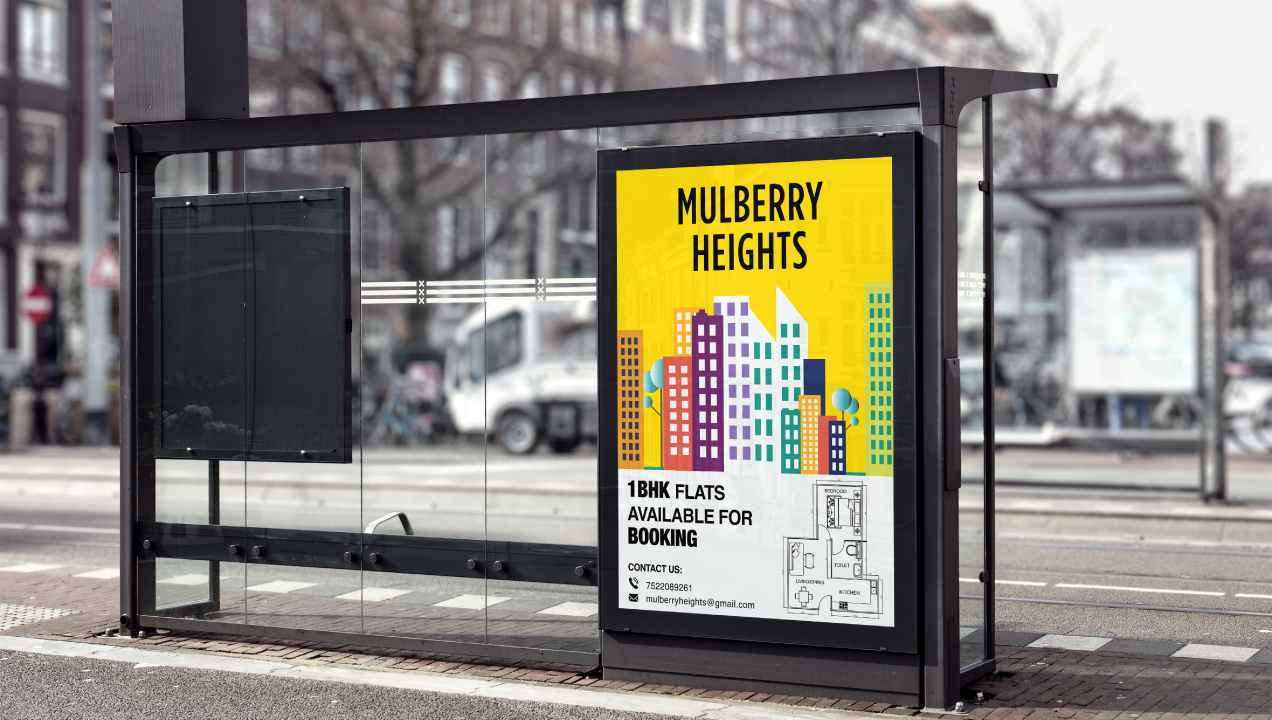 MULBERRY
HEIGHTS
1BHK FLATS
AVAILABLE FOR
BOOKING
CONTACT US:
7522089261
mulberryheights@gmail.com
BEDROOM
TOILET
LIVING/DINING
KITCHEN